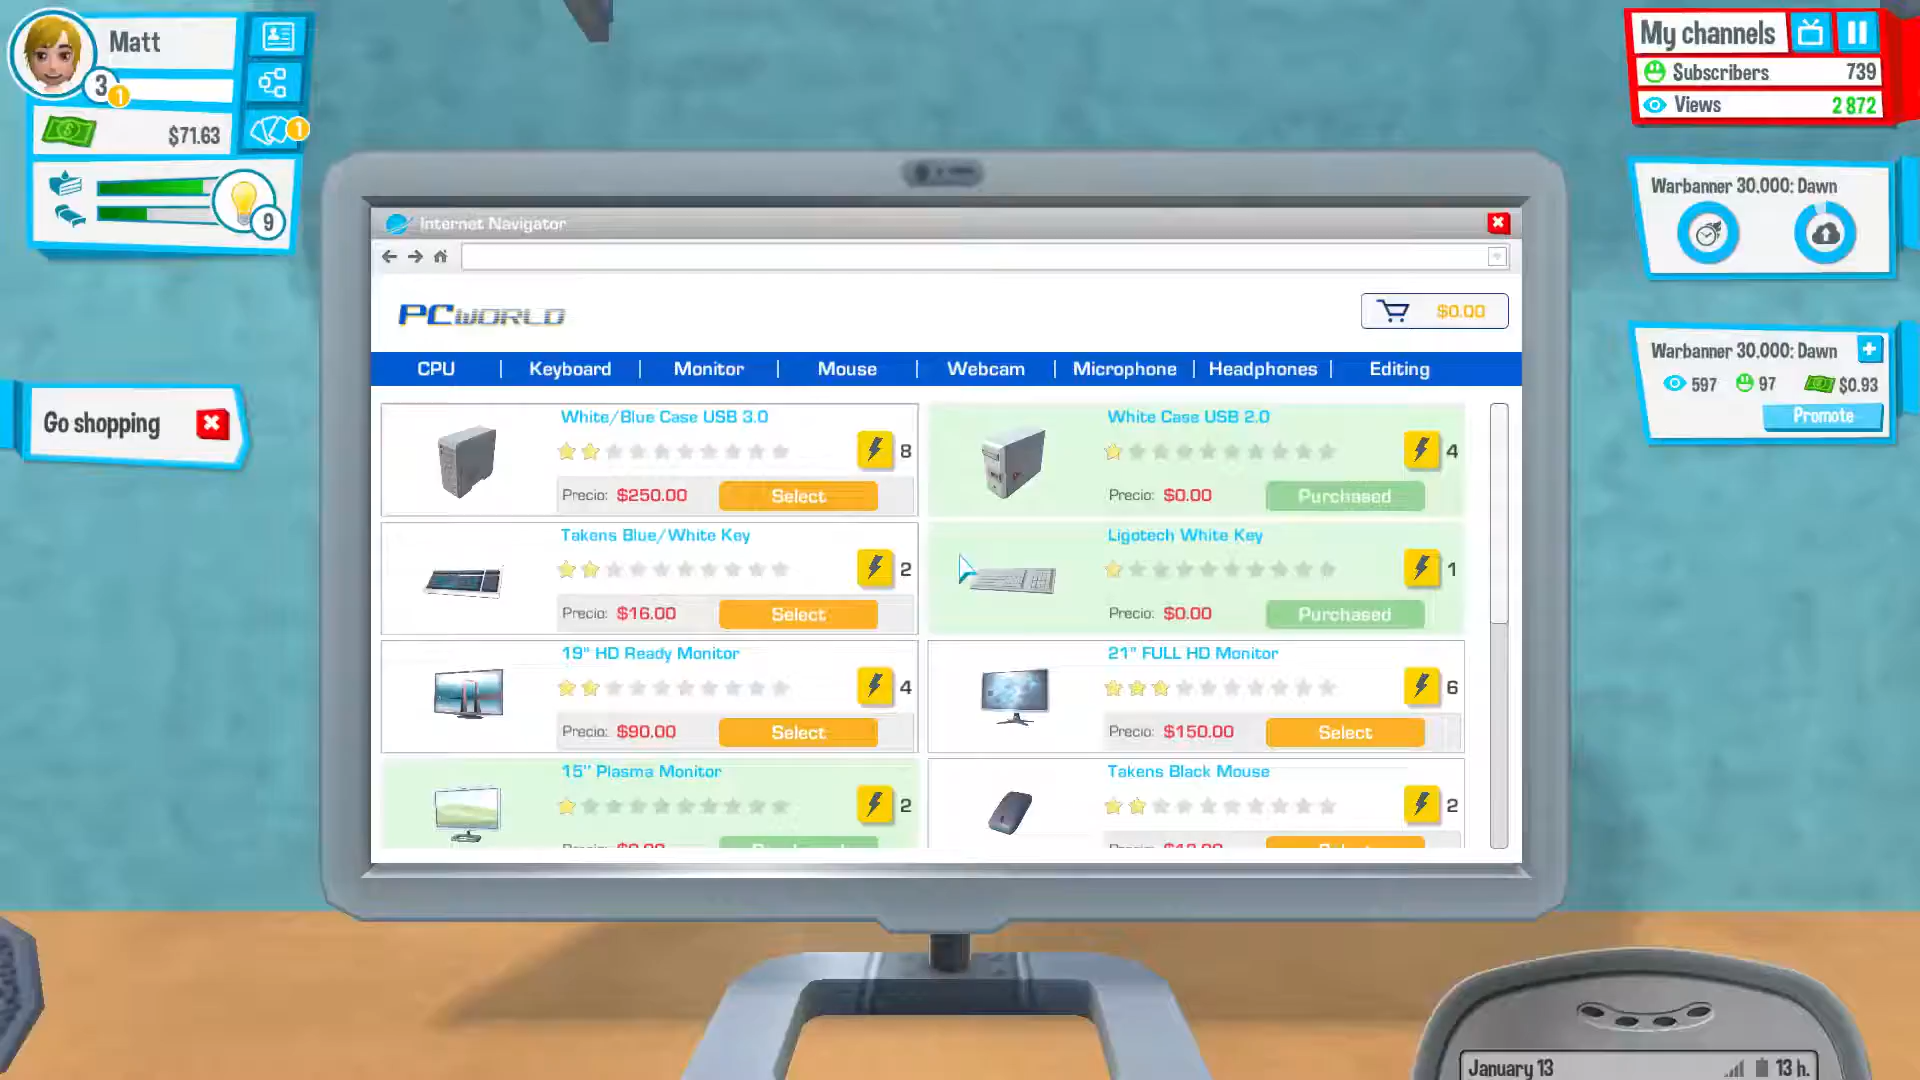 Matt
3
1
$71.63
1
9
Go shopping
My channels
Subscribers 739
Views 2 872
Warbanner 30.000: Dawn
Warbanner 30.000: Dawn
597 97 $0.93
Promote
Internet Navigator
PCWORLD
$0.00
CPU Keyboard Monitor Mouse Webcam Microphone Headphones Editing
White/Blue Case USB 3.0
8
Precio: $250.00 Select
White Case USB 2.0
4
Precio: $0.00 Purchased
Takens Blue/White Key
2
Precio: $16.00 Select
Ligotech White Key
1
Precio: $0.00 Purchased
19" HD Ready Monitor
4
Precio: $90.00 Select
21" FULL HD Monitor
6
Precio: $150.00 Select
15" Plasma Monitor
2
Takens Black Mouse
2
January 13 13 h.